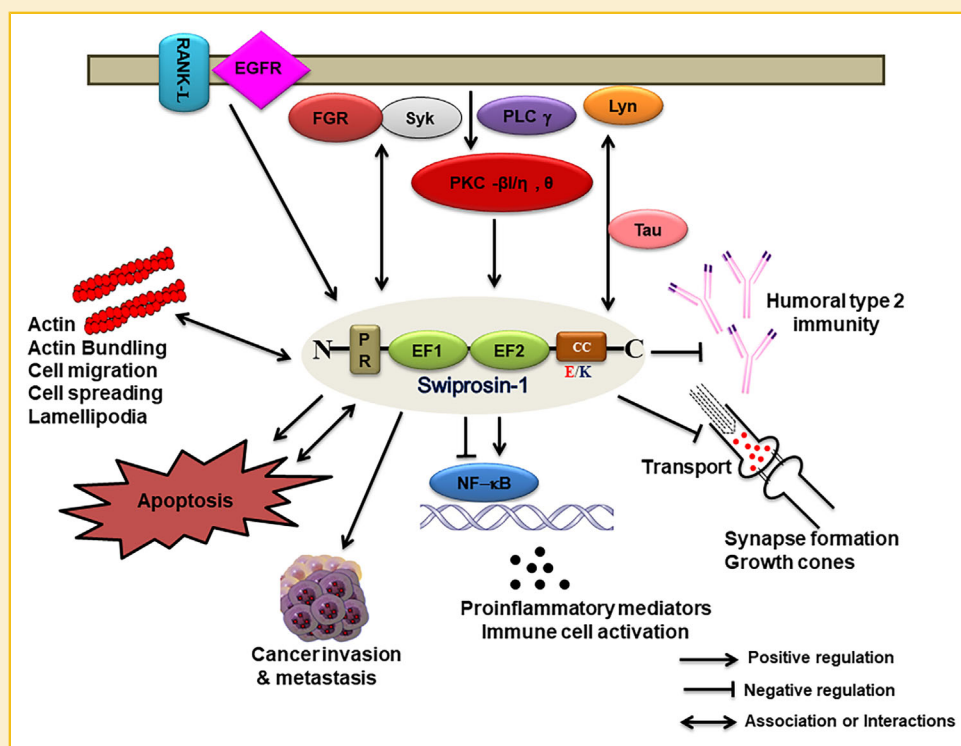 RANK-L
EGFR
FGR
Syk
PLC γ
Lyn
PKC -βI/η , θ
Tau
Actin
Actin Bundling
Cell migration
Cell spreading
Lamellipodia
Humoral type 2
immunity
N
P
R
EF1
EF2
CC
C
E/K
Swiprosin-1
Apoptosis
NF-κB
Transport
Synapse formation
Growth cones
Proinflammatory mediators
Immune cell activation
Cancer invasion
& metastasis
Positive regulation
Negative regulation
Association or Interactions